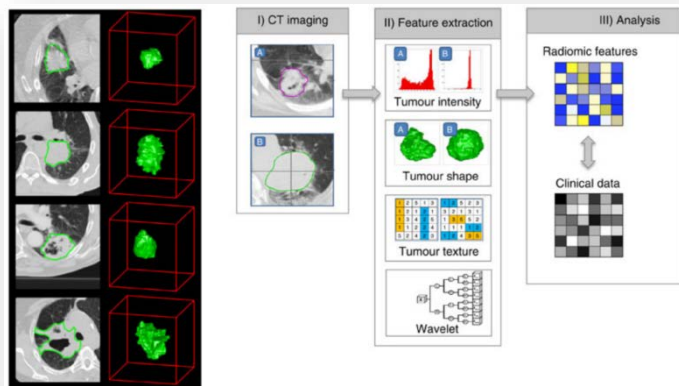 I) CT imaging
A
B
II) Feature extraction
A
B
Tumour intensity
A
B
Tumour shape
Tumour texture
Wavelet
III) Analysis
Radiomic features
Clinical data